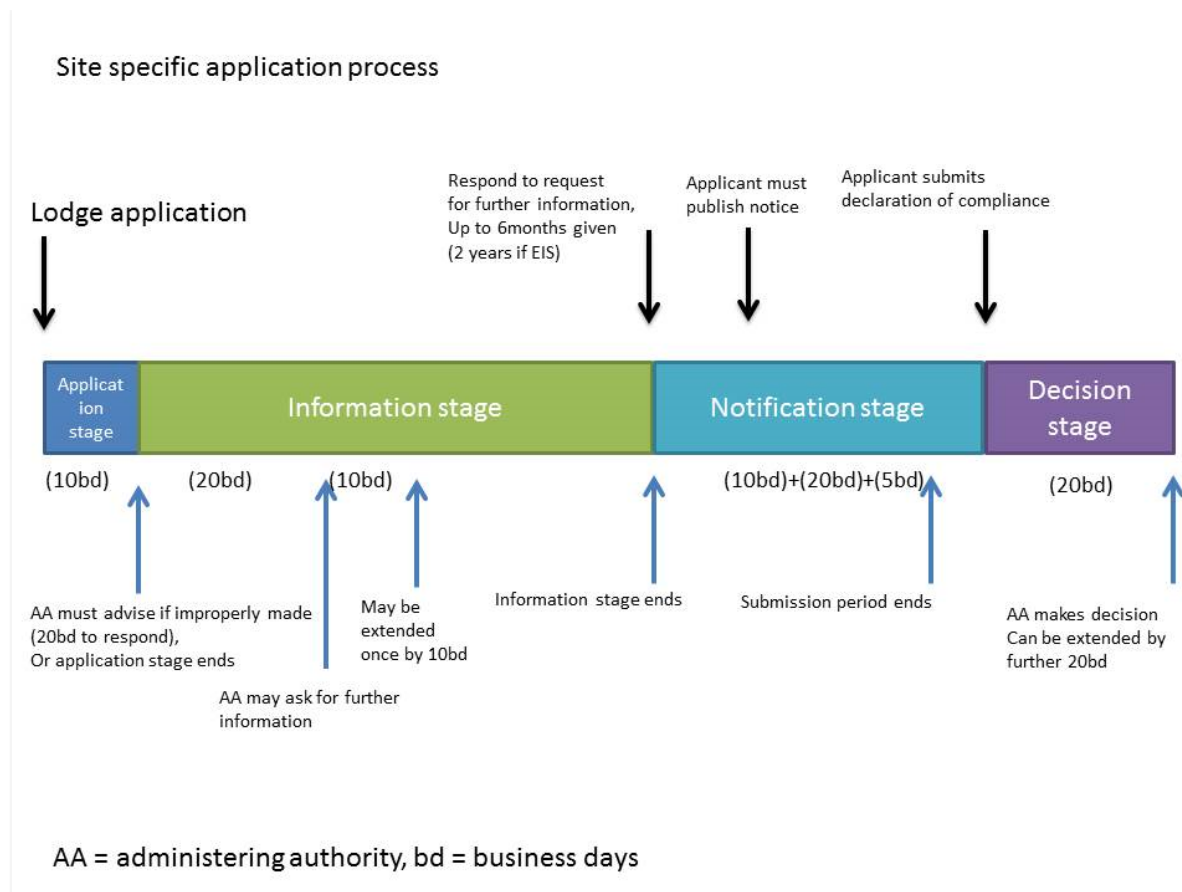 Site specific application process
Lodge application
Respond to request
for further information,
Up to 6months given
(2 years if EIS)
Applicant must
publish notice
Applicant submits
declaration of compliance
Applicat
ion
stage
Information stage
Notification stage
Decision
stage
(10bd)
(20bd)
(10bd)
(10bd)+(20bd)+(5bd)
(20bd)
AA must advise if improperly made
(20bd to respond),
Or application stage ends
May be
extended
once by 10bd
Information stage ends
Submission period ends
AA makes decision
Can be extended by
further 20bd
AA may ask for further
information
AA = administering authority, bd = business days